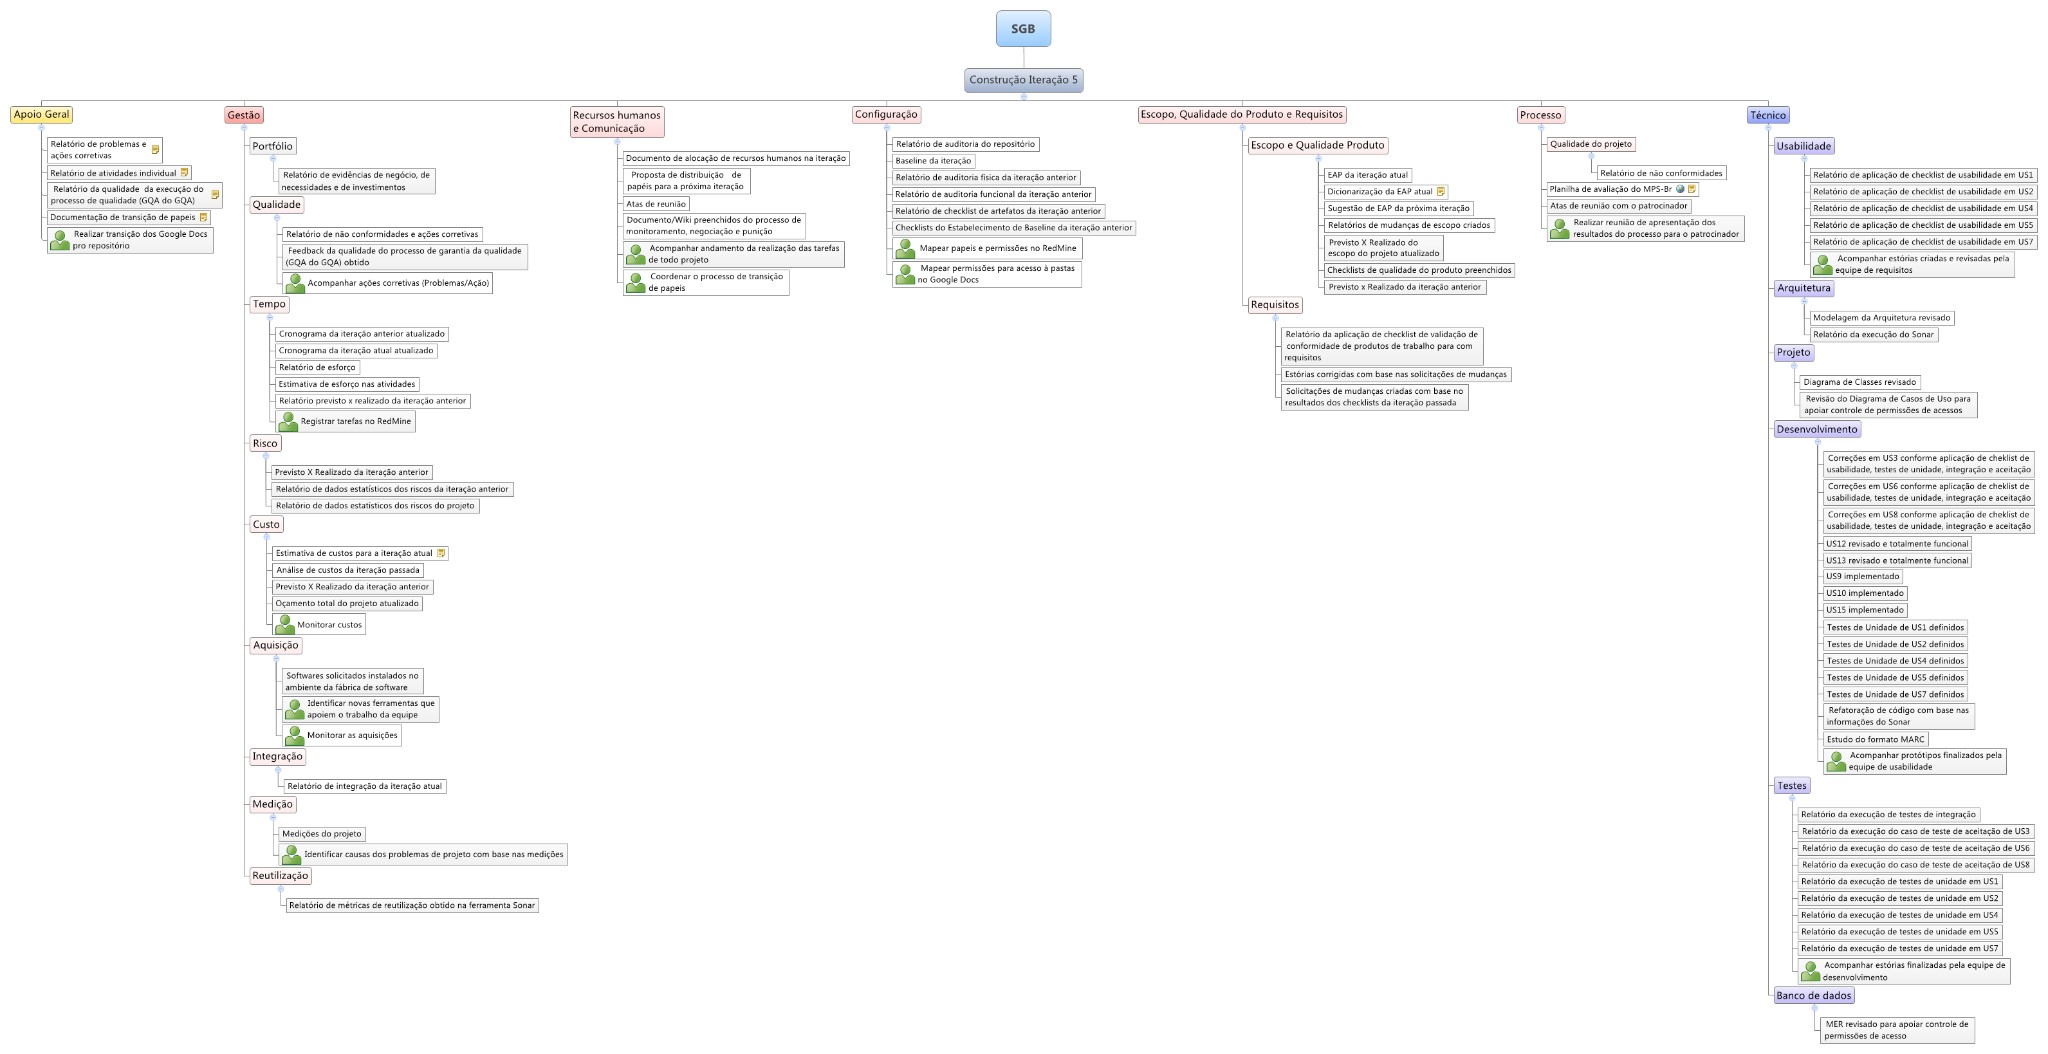 SGB
Construção Iteração 5
Apoio Geral
Relatório de problemas e
ações corretivas
Relatório de atividades individual
Relatório da qualidade da execução do
processo de qualidade (GQA do GQA)
Documentação de transição de papeis
Realizar transição dos Google Docs
pro repositório
Gestão
Portfólio
Relatório de evidências de negócio, de
necessidades e de investimentos
Qualidade
Relatório de não conformidades e ações corretivas
Feedback da qualidade do processo de garantia da qualidade
(GQA do GQA) obtido
Acompanhar ações corretivas (Problemas/Ação)
Tempo
Cronograma da iteração anterior atualizado
Cronograma da iteração atual atualizado
Relatório de esforço
Estimativa de esforço nas atividades
Relatório previsto x realizado da iteração anterior
Registrar tarefas no RedMine
Risco
Previsto X Realizado da iteração anterior
Relatório de dados estatísticos dos riscos da iteração anterior
Relatório de dados estatísticos dos riscos do projeto
Custo
Estimativa de custos para a iteração atual
Análise de custos da iteração passada
Previsto X Realizado da iteração anterior
Orçamento total do projeto atualizado
Monitorar custos
Aquisição
Softwares solicitados instalados no
ambiente da fábrica de software
Identificar novas ferramentas que
apoiem o trabalho da equipe
Monitorar as aquisições
Integração
Relatório de integração da iteração atual
Medição
Medições do projeto
Identificar causas dos problemas de projeto com base nas medições
Reutilização
Relatório de métricas de reutilização obtido na ferramenta Sonar
Recursos humanos
e Comunicação
Documento de alocação de recursos humanos na iteração
Proposta de distribuição de
papéis para a próxima iteração
Atas de reunião
Documento/Wiki preenchidos do processo de
monitoramento, negociação e punição
Acompanhar andamento da realização das tarefas
de todo projeto
Coordenar o processo de transição
de papeis
Configuração
Relatório de auditoria do repositório
Baseline da iteração
Relatório de auditoria física da iteração anterior
Relatório de auditoria funcional da iteração anterior
Relatório de checklist de artefatos da iteração anterior
Checklists do Estabelecimento de Baseline da iteração anterior
Mapear papeis e permissões no RedMine
Mapear permissões para acesso à pastas
no Google Docs
Escopo, Qualidade do Produto e Requisitos
Escopo e Qualidade Produto
EAP da iteração atual
Dicionarização da EAP atual
Sugestão de EAP da próxima iteração
Relatórios de mudanças de escopo criados
Previsto X Realizado do
escopo do projeto atualizado
Checklists de qualidade do produto preenchidos
Previsto x Realizado da iteração anterior
Requisitos
Relatório da aplicação de checklist de validação de
conformidade de produtos de trabalho para com
requisitos
Estórias corrigidas com base nas solicitações de mudanças
Solicitações de mudanças criadas com base no
resultados dos checklists da iteração passada
Processo
Qualidade do projeto
Relatório de não conformidades
Planilha de avaliação do MPS-Br
Atas de reunião com o patrocinador
Realizar reunião de apresentação dos
resultados do processo para o patrocinador
Técnico
Usabilidade
Relatório de aplicação de checklist de usabilidade em US1
Relatório de aplicação de checklist de usabilidade em US2
Relatório de aplicação de checklist de usabilidade em US4
Relatório de aplicação de checklist de usabilidade em US5
Relatório de aplicação de checklist de usabilidade em US7
Acompanhar estórias criadas e revisadas pela
equipe de requisitos
Arquitetura
Modelagem da Arquitetura revisado
Relatório da execução do Sonar
Projeto
Diagrama de Classes revisado
Revisão do Diagrama de Casos de Uso para
apoiar controle de permissões de acessos
Desenvolvimento
Correções em US3 conforme aplicação de cheklist de
usabilidade, testes de unidade, integração e aceitação
Correções em US6 conforme aplicação de cheklist de
usabilidade, testes de unidade, integração e aceitação
Correções em US8 conforme aplicação de cheklist de
usabilidade, testes de unidade, integração e aceitação
US12 revisado e totalmente funcional
US13 revisado e totalmente funcional
US9 implementado
US10 implementado
US15 implementado
Testes de Unidade de US1 definidos
Testes de Unidade de US2 definidos
Testes de Unidade de US4 definidos
Testes de Unidade de US5 definidos
Testes de Unidade de US7 definidos
Refatoração de código com base nas
informações do Sonar
Estudo do formato MARC
Acompanhar protótipos finalizados pela
equipe de usabilidade
Testes
Relatório da execução de testes de integração
Relatório da execução do caso de teste de aceitação de US3
Relatório da execução do caso de teste de aceitação de US6
Relatório da execução do caso de teste de aceitação de US8
Relatório da execução de testes de unidade em US1
Relatório da execução de testes de unidade em US2
Relatório da execução de testes de unidade em US4
Relatório da execução de testes de unidade em US5
Relatório da execução de testes de unidade em US7
Acompanhar estórias finalizadas pela equipe de
desenvolvimento
Banco de dados
MER revisado para apoiar controle de
permissões de acesso